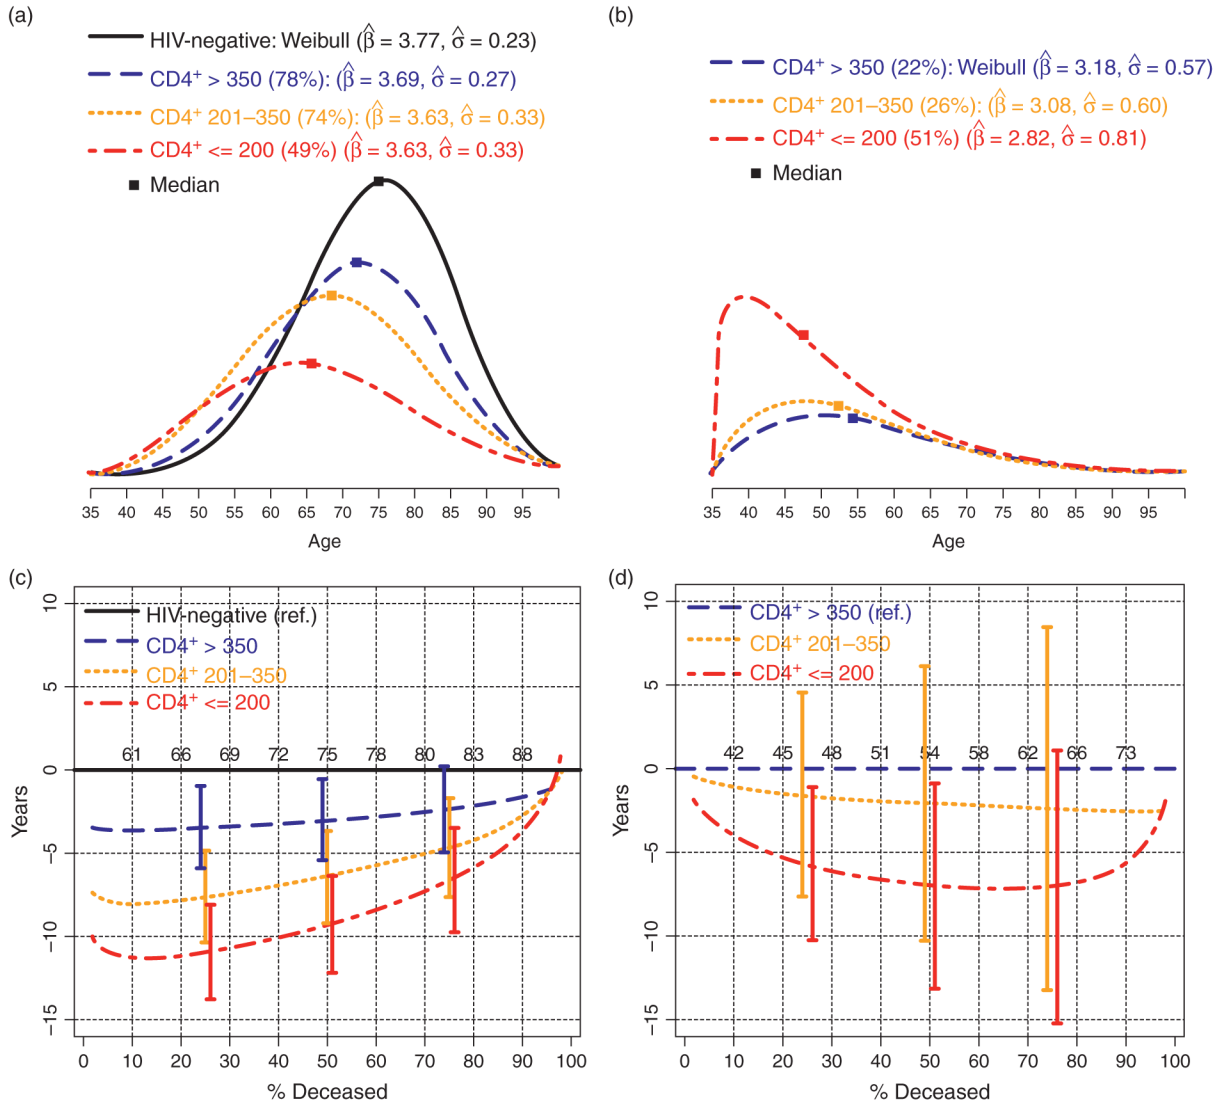 (a)
HIV-negative: Weibull (β̂ = 3.77, σ̂ = 0.23)
CD4⁺ > 350 (78%): (β̂ = 3.69, σ̂ = 0.27)
CD4⁺ 201–350 (74%): (β̂ = 3.63, σ̂ = 0.33)
CD4⁺ <= 200 (49%) (β̂ = 3.63, σ̂ = 0.33)
Median
35 40 45 50 55 60 65 70 75 80 85 90 95
Age
(b)
CD4⁺ > 350 (22%): Weibull (β̂ = 3.18, σ̂ = 0.57)
CD4⁺ 201–350 (26%): (β̂ = 3.08, σ̂ = 0.60)
CD4⁺ <= 200 (51%) (β̂ = 2.82, σ̂ = 0.81)
Median
35 40 45 50 55 60 65 70 75 80 85 90 95
Age
(c)
HIV-negative (ref.)
CD4⁺ > 350
CD4⁺ 201–350
CD4⁺ <= 200
61 66 69 72 75 78 81 83 88
10
5
0
−5
−10
−15
Years
0 10 20 30 40 50 60 70 80 90 100
% Deceased
(d)
CD4⁺ > 350 (ref.)
CD4⁺ 201–350
CD4⁺ <= 200
42 45 48 51 54 58 62 66 73
10
5
0
−5
−10
−15
Years
0 10 20 30 40 50 60 70 80 90 100
% Deceased